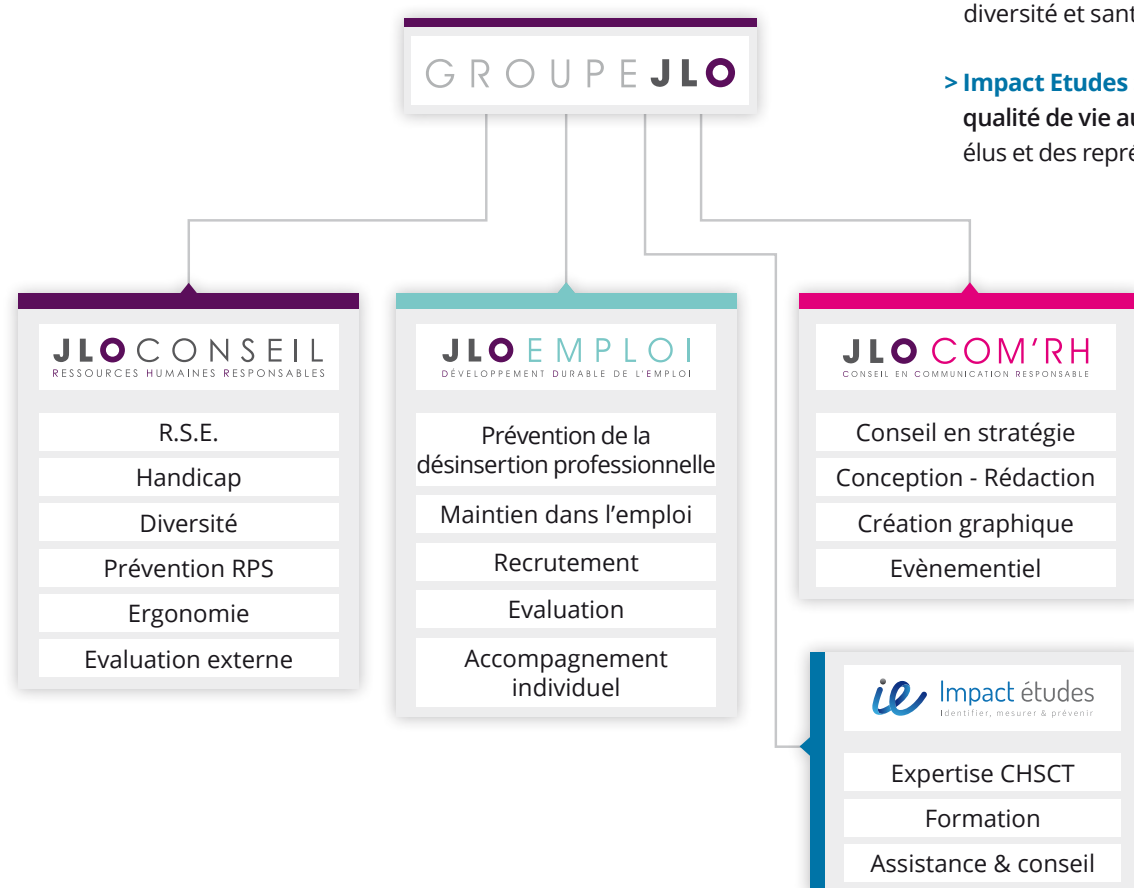 diversité et sant
> Impact Etudes
qualité de vie au
élus et des repré
GROUPE JLO
JLO CONSEIL
RESSOURCES HUMAINES RESPONSABLES
R.S.E.
Handicap
Diversité
Prévention RPS
Ergonomie
Evaluation externe
JLO EMPLOI
DÉVELOPPEMENT DURABLE DE L'EMPLOI
Prévention de la
désinsertion professionnelle
Maintien dans l’emploi
Recrutement
Evaluation
Accompagnement
individuel
JLO COM'RH
CONSEIL EN COMMUNICATION RESPONSABLE
Conseil en stratégie
Conception - Rédaction
Création graphique
Evènementiel
ie Impact études
Identifier, mesurer & prévenir
Expertise CHSCT
Formation
Assistance & conseil